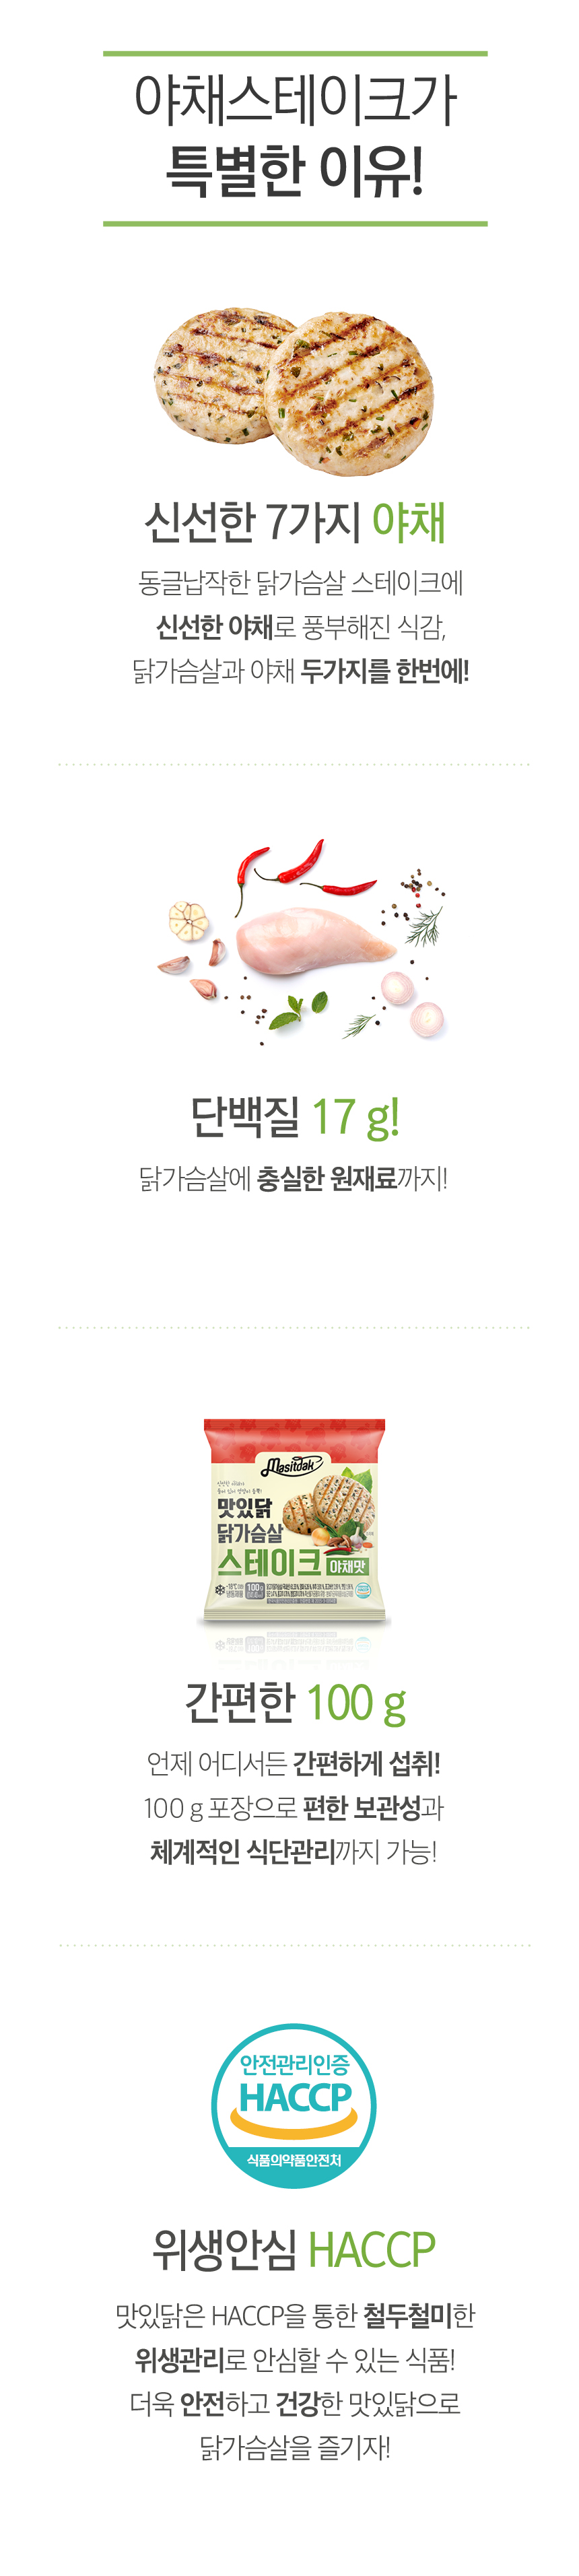 야채스테이크가
특별한 이유!
신선한 7가지 야채
동글납작한 닭가슴살 스테이크에
신선한 야채로 풍부해진 식감,
닭가슴살과 야채 두가지를 한번에!
단백질 17 g!
닭가슴살에 충실한 원재료까지!
Masitdak
맛있닭
닭가슴살
스테이크 야채맛
100g
간편한 100 g
언제 어디서든 간편하게 섭취!
100 g 포장으로 편한 보관성과
체계적인 식단관리까지 가능!
안전관리인증
HACCP
식품의약품안전처
위생안심 HACCP
맛있닭은 HACCP을 통한 철두철미한
위생관리로 안심할 수 있는 식품!
더욱 안전하고 건강한 맛있닭으로
닭가슴살을 즐기자!